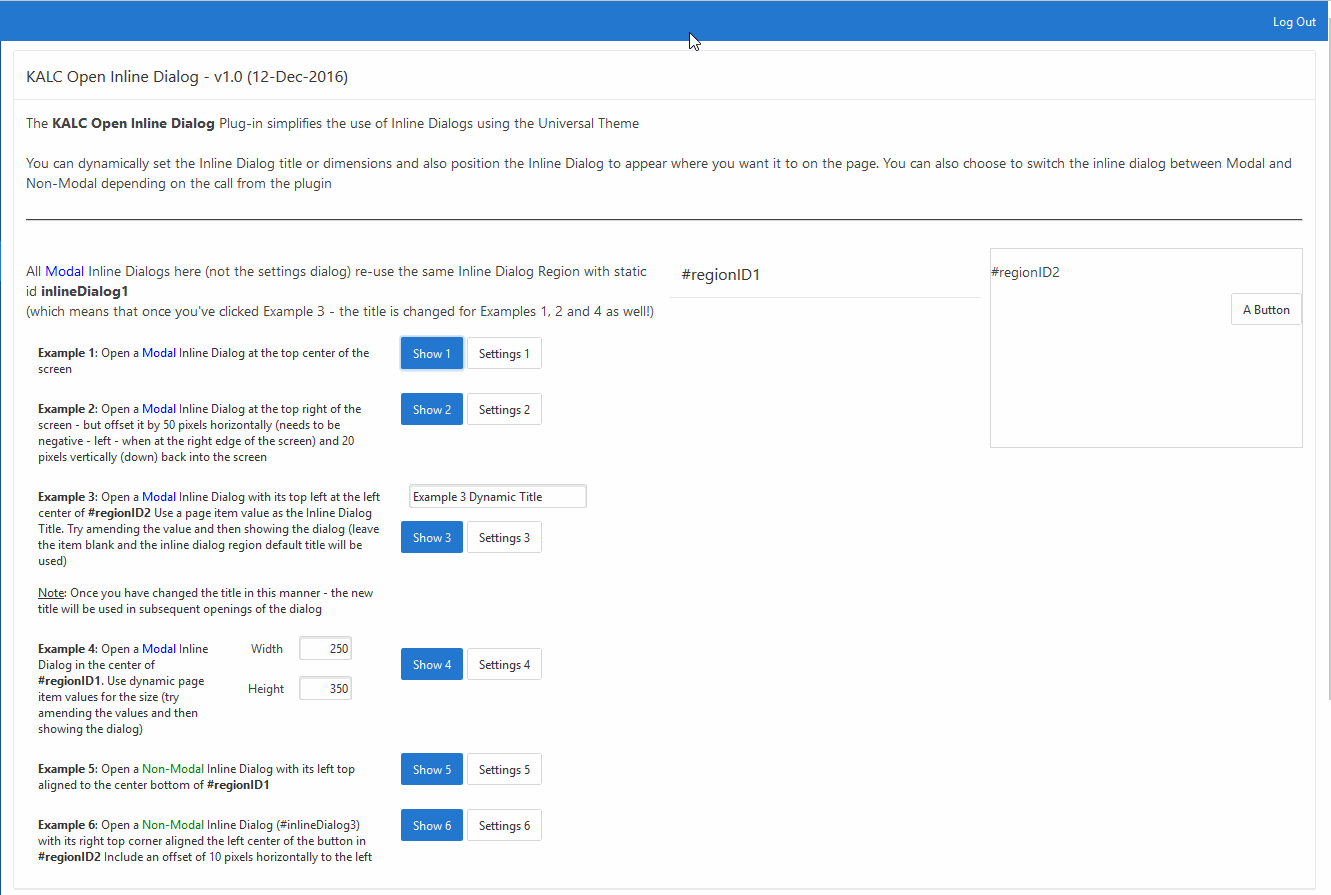 Log Out
KALC Open Inline Dialog - v1.0 (12-Dec-2016)
The KALC Open Inline Dialog Plug-in simplifies the use of Inline Dialogs using the Universal Theme
You can dynamically set the Inline Dialog title or dimensions and also position the Inline Dialog to appear where you want it to on the page. You can also choose to switch the inline dialog between Modal and
Non-Modal depending on the call from the plugin
All Modal Inline Dialogs here (not the settings dialog) re-use the same Inline Dialog Region with static
id inlineDialog1
(which means that once you've clicked Example 3 - the title is changed for Examples 1, 2 and 4 as well!)
#regionID1
#regionID2
A Button
Example 1: Open a Modal Inline Dialog at the top center of the
screen
Show 1
Settings 1
Example 2: Open a Modal Inline Dialog at the top right of the
screen - but offset it by 50 pixels horizontally (needs to be
negative - left - when at the right edge of the screen) and 20
pixels vertically (down) back into the screen
Show 2
Settings 2
Example 3: Open a Modal Inline Dialog with its top left at the left
center of #regionID2 Use a page item value as the Inline Dialog
Title. Try amending the value and then showing the dialog (leave
the item blank and the inline dialog region default title will be
used)
Note: Once you have changed the title in this manner - the new
title will be used in subsequent openings of the dialog
Example 3 Dynamic Title
Show 3
Settings 3
Example 4: Open a Modal Inline
Dialog in the center of
#regionID1. Use dynamic page
item values for the size (try
amending the values and then
showing the dialog)
Width
250
Height
350
Show 4
Settings 4
Example 5: Open a Non-Modal Inline Dialog with its left top
aligned to the center bottom of #regionID1
Show 5
Settings 5
Example 6: Open a Non-Modal Inline Dialog (#inlineDialog3)
with its right top corner aligned the left center of the button in
#regionID2 Include an offset of 10 pixels horizontally to the left
Show 6
Settings 6